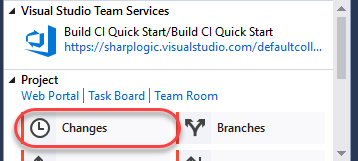 Visual Studio Team Services
Build CI Quick Start/Build CI Quick Start
https://sharplogic.visualstudio.com/defaultcoll...
Project
Web Portal | Task Board | Team Room
Changes
Branches